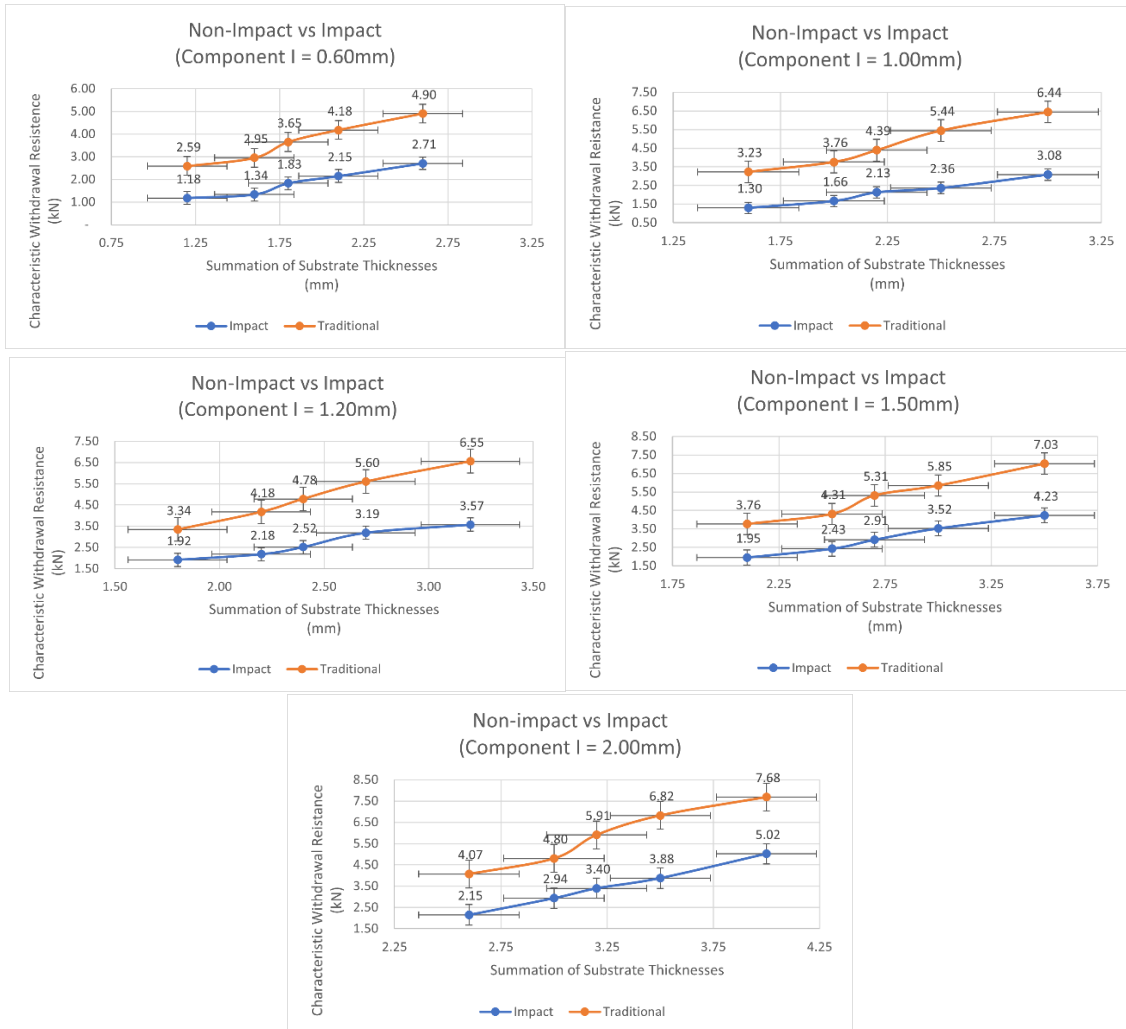 Non-Impact vs Impact
(Component I = 0.60mm)
Characteristic Withdrawal Resistence
(kN)
6.00
5.00
4.00
3.00
2.00
1.00
-
2.59
2.95
3.65
4.18
4.90
1.18
1.34
1.83
2.15
2.71
0.75
1.25
1.75
2.25
2.75
3.25
Summation of Substrate Thicknesses
(mm)
Impact
Traditional
Non-Impact vs Impact
(Component I = 1.00mm)
Characteristic Withdrawal Resistance
(kN)
7.50
5.50
3.50
2.50
1.50
0.50
3.23
3.76
4.39
5.44
6.44
1.30
1.66
2.13
2.36
3.08
1.25
1.75
2.25
2.75
3.25
Summation of Substrate Thicknesses
(mm)
Impact
Traditional
Non-Impact vs Impact
(Component I = 1.20mm)
Characteristic Withdrawal Resistance
(kN)
7.50
6.50
5.50
4.50
3.50
2.50
1.50
3.34
4.18
4.78
5.60
6.55
1.92
2.18
2.52
3.19
3.57
1.50
2.00
2.50
3.00
3.50
Summation of Substrate Thicknesses
(mm)
Impact
Traditional
Non-Impact vs Impact
(Component I = 1.50mm)
Characteristic Withdrawal Resistance
(kN)
8.50
7.50
6.50
5.50
4.50
3.50
2.50
1.50
3.76
4.31
5.31
5.85
7.03
1.95
2.43
2.91
3.52
4.23
1.75
2.25
2.75
3.25
3.75
Summation of Substrate Thicknesses
(mm)
Impact
Traditional
Non-impact vs Impact
(Component I = 2.00mm)
Characteristic Withdrawal Reistance
(kN)
8.50
7.50
6.50
5.50
4.50
3.50
2.50
1.50
4.07
4.80
5.91
6.82
7.68
2.15
2.94
3.40
3.88
5.02
2.25
2.75
3.25
3.75
4.25
Summation of Substrate Thicknesses
(mm)
Impact
Traditional